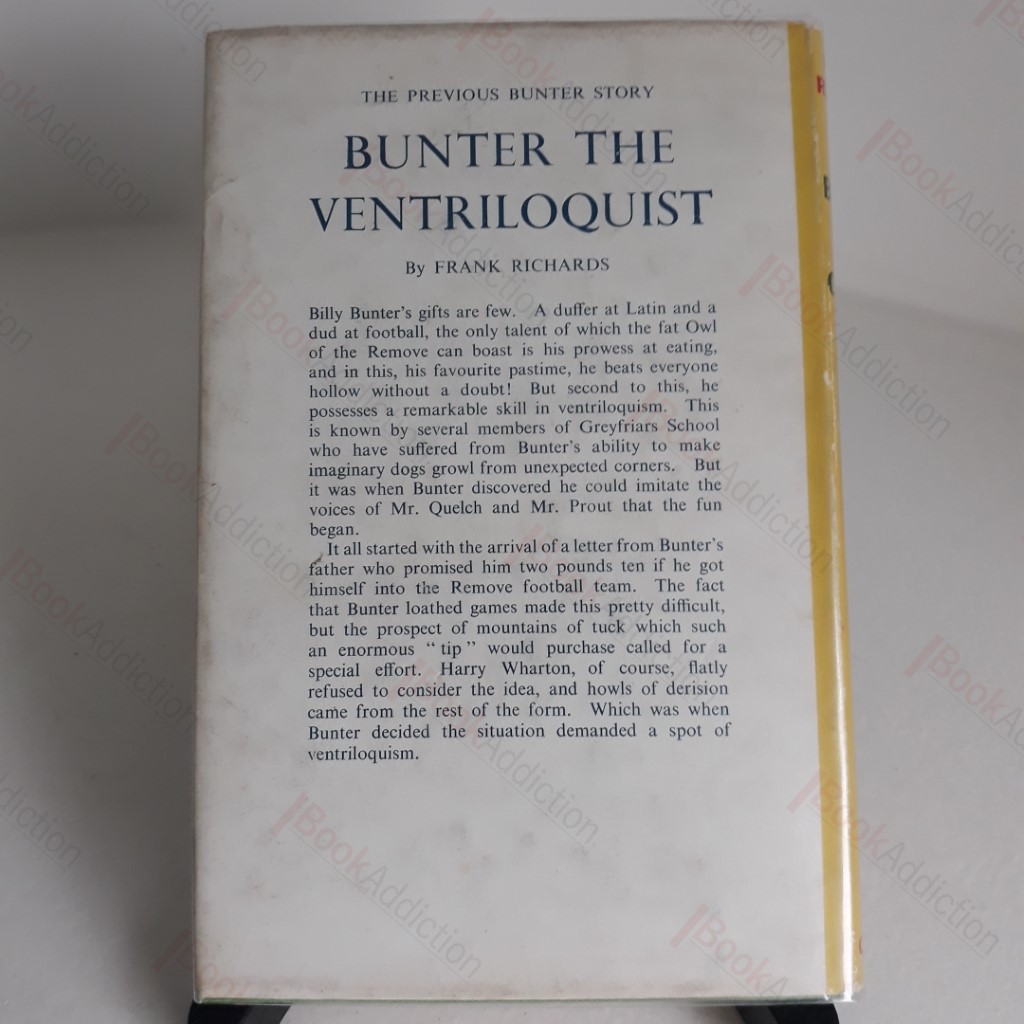 THE PREVIOUS BUNTER STORY
BUNTER THE
VENTRILOQUIST
By FRANK RICHARDS
Billy Bunter's gifts are few. A duffer at Latin and a
dud at football, the only talent of which the fat Owl
of the Remove can boast is his prowess at eating,
and in this, his favourite pastime, he beats everyone
hollow without a doubt! But second to this, he
possesses a remarkable skill in ventriloquism. This
is known by several members of Greyfriars School
who have suffered from Bunter's ability to make
imaginary dogs growl from unexpected corners. But
it was when Bunter discovered he could imitate the
voices of Mr. Quelch and Mr. Prout that the fun
began.
It all started with the arrival of a letter from Bunter's
father who promised him two pounds ten if he got
himself into the Remove football team. The fact
that Bunter loathed games made this pretty difficult,
but the prospect of mountains of tuck which such
an enormous "tip" would purchase called for a
special effort. Harry Wharton, of course, flatly
refused to consider the idea, and howls of derision
came from the rest of the form. Which was when
Bunter decided the situation demanded a spot of
ventriloquism.
BookAddiction